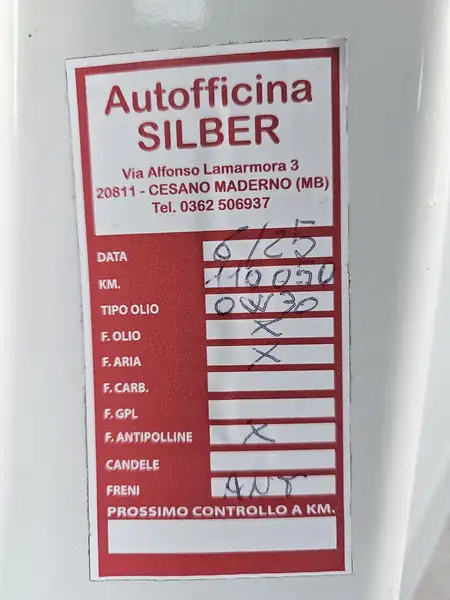 Autofficina
SILBER
Via Alfonso Lamarmora 3
20811 - CESANO MADERNO (MB)
Tel. 0362 506937
DATA 6/25
KM. 110050
TIPO OLIO 0W30
F. OLIO X
F. ARIA X
F. CARB.
F. GPL
F. ANTIPOLLINE X
CANDELE
FRENI ANT
PROSSIMO CONTROLLO A KM.